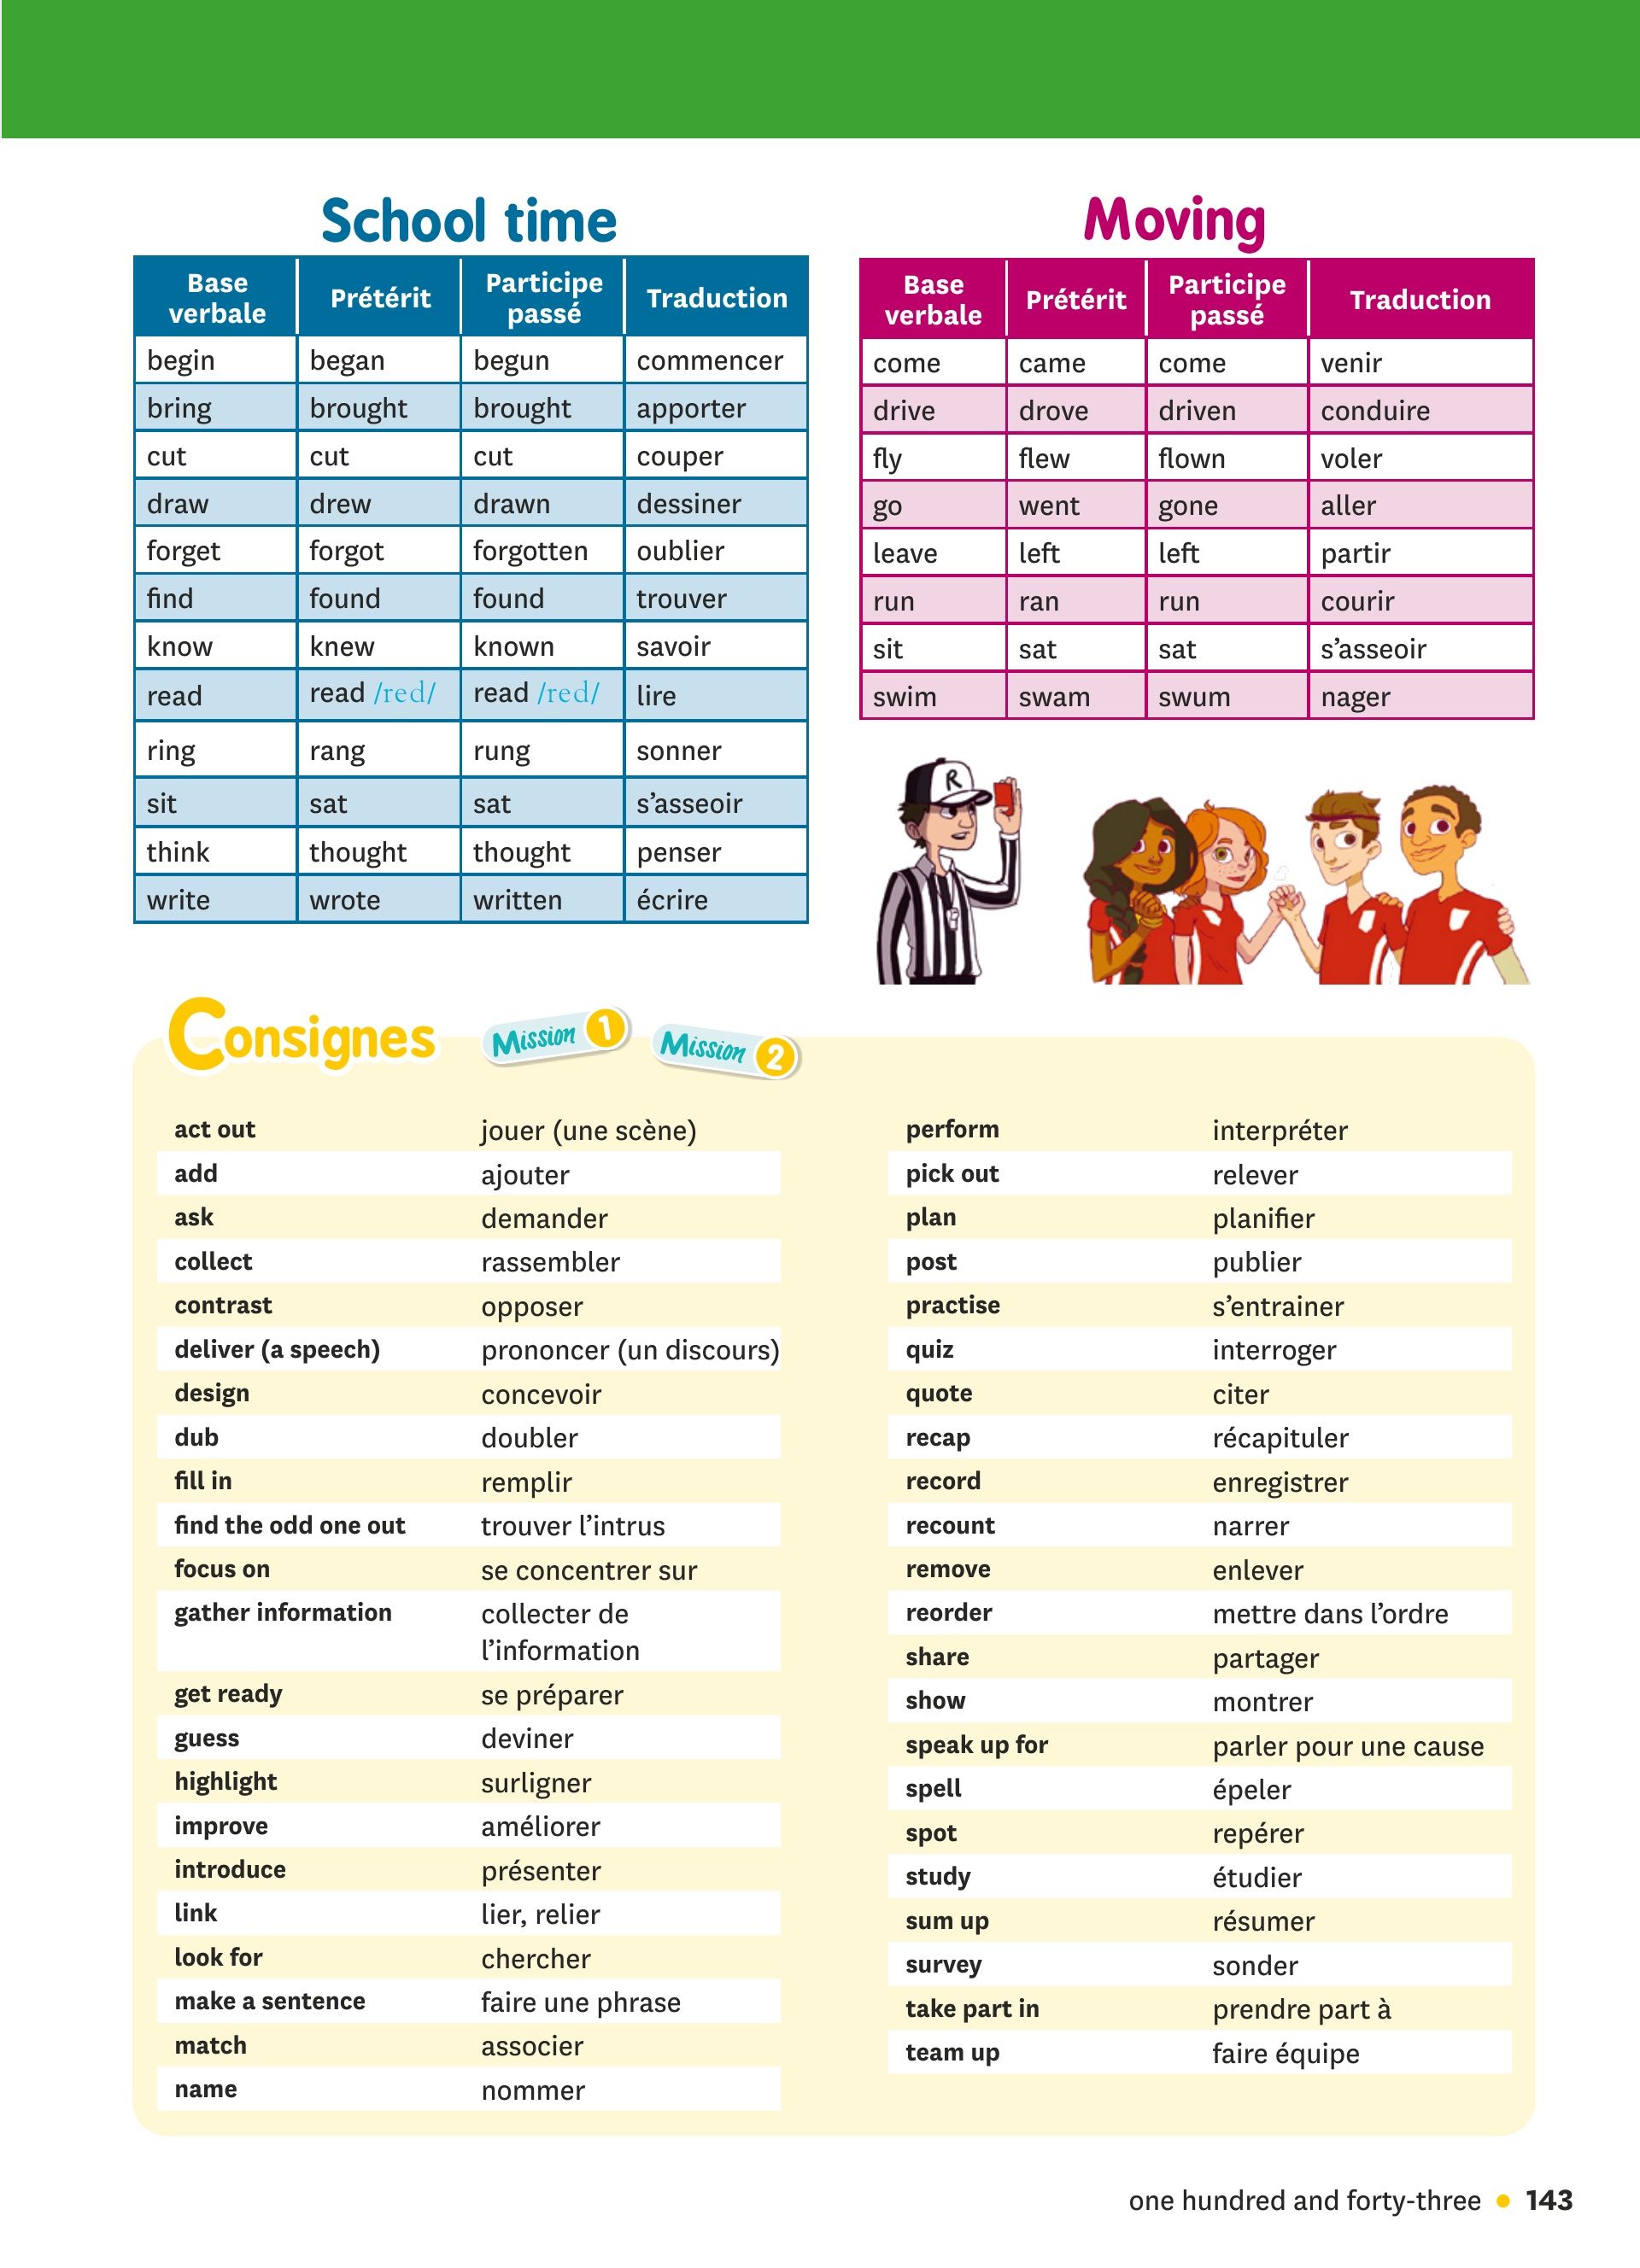 School time
Base verbale Prétérit Participe passé Traduction
begin began begun commencer
bring brought brought apporter
cut cut cut couper
draw drew drawn dessiner
forget forgot forgotten oublier
find found found trouver
know knew known savoir
read read /red/ read /red/ lire
ring rang rung sonner
sit sat sat s’asseoir
think thought thought penser
write wrote written écrire
Moving
Base verbale Prétérit Participe passé Traduction
come came come venir
drive drove driven conduire
fly flew flown voler
go went gone aller
leave left left partir
run ran run courir
sit sat sat s’asseoir
swim swam swum nager
R
Consignes Mission 1 Mission 2
act out jouer (une scène)
add ajouter
ask demander
collect rassembler
contrast opposer
deliver (a speech) prononcer (un discours)
design concevoir
dub doubler
fill in remplir
find the odd one out trouver l’intrus
focus on se concentrer sur
gather information collecter de
l’information
get ready se préparer
guess deviner
highlight surligner
improve améliorer
introduce présenter
link lier, relier
look for chercher
make a sentence faire une phrase
match associer
name nommer
perform interpréter
pick out relever
plan planifier
post publier
practise s’entrainer
quiz interroger
quote citer
recap récapituler
record enregistrer
recount narrer
remove enlever
reorder mettre dans l’ordre
share partager
show montrer
speak up for parler pour une cause
spell épeler
spot repérer
study étudier
sum up résumer
survey sonder
take part in prendre part à
team up faire équipe
one hundred and forty-three • 143